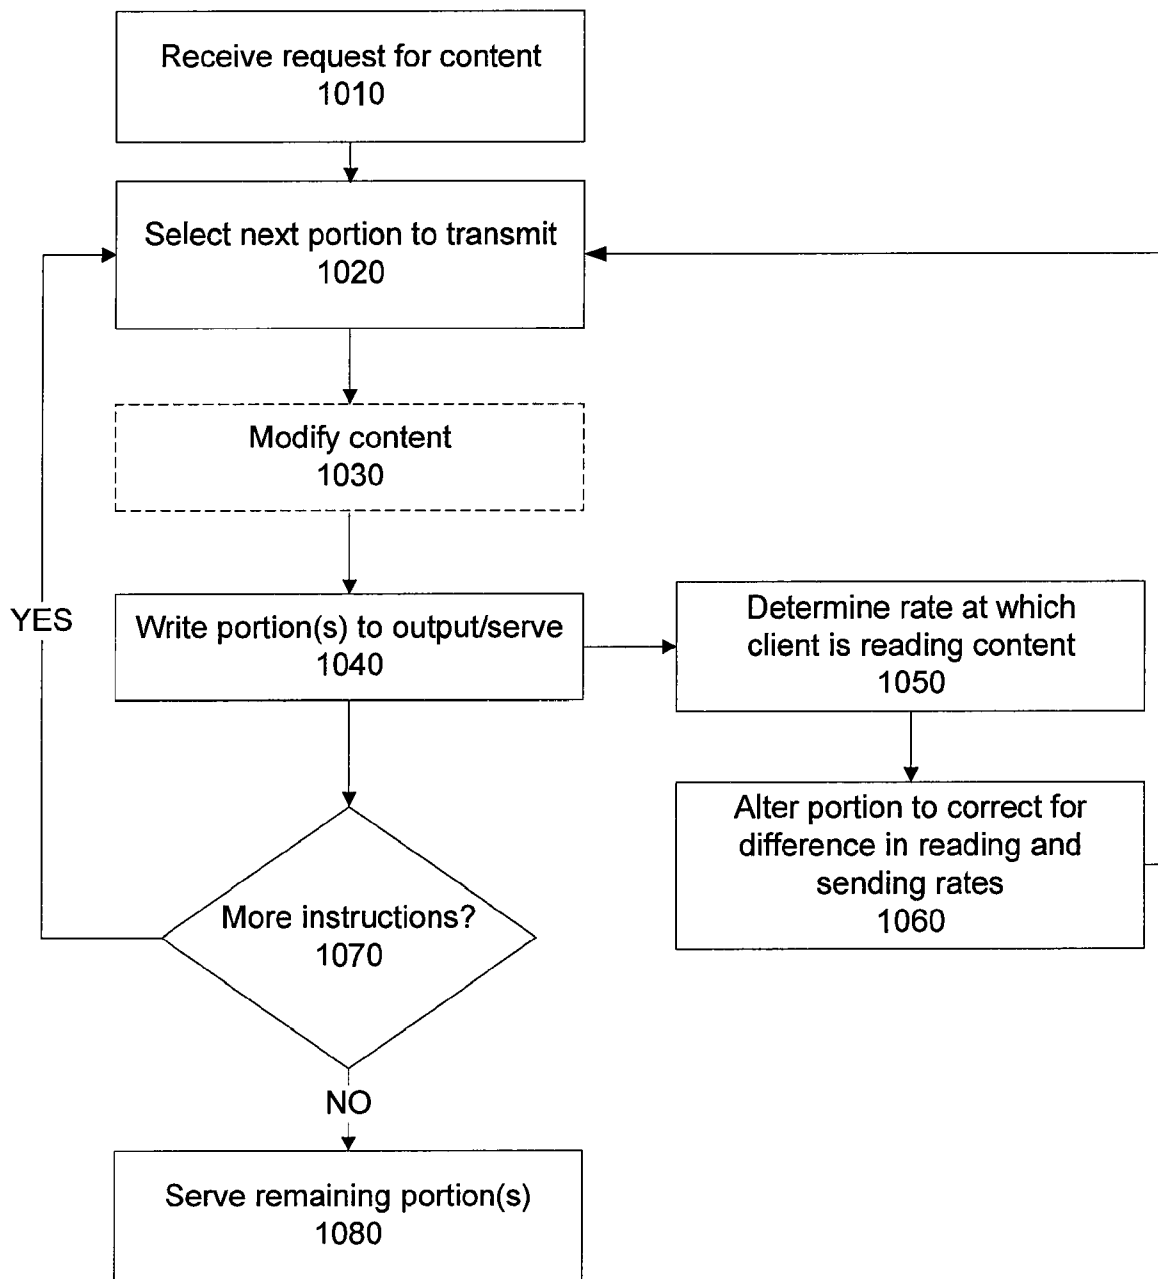 Receive request for content
1010
Select next portion to transmit
1020
Modify content
1030
YES
Write portion(s) to output/serve
1040
Determine rate at which
client is reading content
1050
Alter portion to correct for
difference in reading and
sending rates
1060
More instructions?
1070
NO
Serve remaining portion(s)
1080